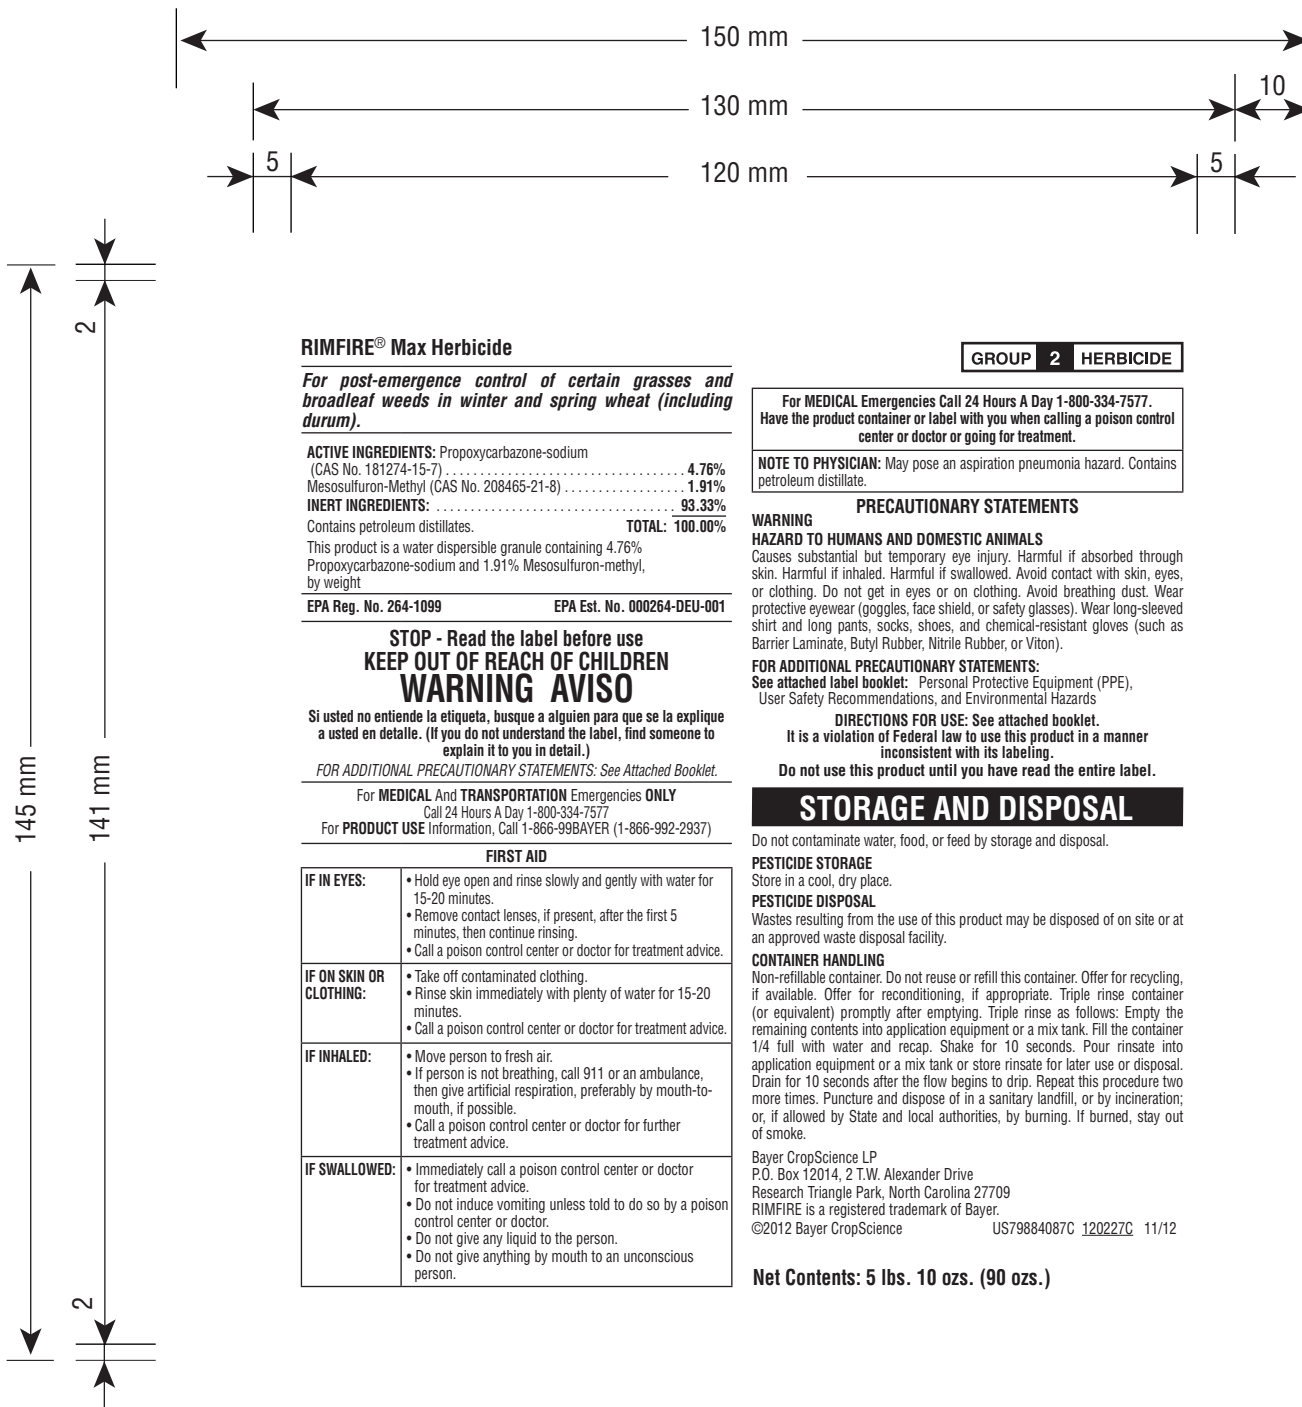 150 mm
130 mm
10
5
120 mm
5
2
145 mm
141 mm
2
RIMFIRE® Max Herbicide
For post-emergence control of certain grasses and
broadleaf weeds in winter and spring wheat (including
durum).
ACTIVE INGREDIENTS: Propoxycarbazone-sodium
(CAS No. 181274-15-7) . . . . . . . . . . . . . . . . . . . . . . . . . . . . . . . . . . . 4.76%
Mesosulfuron-Methyl (CAS No. 208465-21-8) . . . . . . . . . . . . . . . . . . 1.91%
INERT INGREDIENTS: . . . . . . . . . . . . . . . . . . . . . . . . . . . . . . . . . . . 93.33%
Contains petroleum distillates. TOTAL: 100.00%
This product is a water dispersible granule containing 4.76%
Propoxycarbazone-sodium and 1.91% Mesosulfuron-methyl,
by weight
EPA Reg. No. 264-1099 EPA Est. No. 000264-DEU-001
STOP - Read the label before use
KEEP OUT OF REACH OF CHILDREN
WARNING AVISO
Si usted no entiende la etiqueta, busque a alguien para que se la explique
a usted en detalle. (If you do not understand the label, find someone to
explain it to you in detail.)
FOR ADDITIONAL PRECAUTIONARY STATEMENTS: See Attached Booklet.
For MEDICAL And TRANSPORTATION Emergencies ONLY
Call 24 Hours A Day 1-800-334-7577
For PRODUCT USE Information, Call 1-866-99BAYER (1-866-992-2937)
FIRST AID
IF IN EYES:
• Hold eye open and rinse slowly and gently with water for
15-20 minutes.
• Remove contact lenses, if present, after the first 5
minutes, then continue rinsing.
• Call a poison control center or doctor for treatment advice.
IF ON SKIN OR
CLOTHING:
• Take off contaminated clothing.
• Rinse skin immediately with plenty of water for 15-20
minutes.
• Call a poison control center or doctor for treatment advice.
IF INHALED:
• Move person to fresh air.
• If person is not breathing, call 911 or an ambulance,
then give artificial respiration, preferably by mouth-to-
mouth, if possible.
• Call a poison control center or doctor for further
treatment advice.
IF SWALLOWED:
• Immediately call a poison control center or doctor
for treatment advice.
• Do not induce vomiting unless told to do so by a poison
control center or doctor.
• Do not give any liquid to the person.
• Do not give anything by mouth to an unconscious
person.
GROUP 2 HERBICIDE
For MEDICAL Emergencies Call 24 Hours A Day 1-800-334-7577.
Have the product container or label with you when calling a poison control
center or doctor or going for treatment.
NOTE TO PHYSICIAN: May pose an aspiration pneumonia hazard. Contains
petroleum distillate.
PRECAUTIONARY STATEMENTS
WARNING
HAZARD TO HUMANS AND DOMESTIC ANIMALS
Causes substantial but temporary eye injury. Harmful if absorbed through
skin. Harmful if inhaled. Harmful if swallowed. Avoid contact with skin, eyes,
or clothing. Do not get in eyes or on clothing. Avoid breathing dust. Wear
protective eyewear (goggles, face shield, or safety glasses). Wear long-sleeved
shirt and long pants, socks, shoes, and chemical-resistant gloves (such as
Barrier Laminate, Butyl Rubber, Nitrile Rubber, or Viton).
FOR ADDITIONAL PRECAUTIONARY STATEMENTS:
See attached label booklet: Personal Protective Equipment (PPE),
User Safety Recommendations, and Environmental Hazards
DIRECTIONS FOR USE: See attached booklet.
It is a violation of Federal law to use this product in a manner
inconsistent with its labeling.
Do not use this product until you have read the entire label.
STORAGE AND DISPOSAL
Do not contaminate water, food, or feed by storage and disposal.
PESTICIDE STORAGE
Store in a cool, dry place.
PESTICIDE DISPOSAL
Wastes resulting from the use of this product may be disposed of on site or at
an approved waste disposal facility.
CONTAINER HANDLING
Non-refillable container. Do not reuse or refill this container. Offer for recycling,
if available. Offer for reconditioning, if appropriate. Triple rinse container
(or equivalent) promptly after emptying. Triple rinse as follows: Empty the
remaining contents into application equipment or a mix tank. Fill the container
1/4 full with water and recap. Shake for 10 seconds. Pour rinsate into
application equipment or a mix tank or store rinsate for later use or disposal.
Drain for 10 seconds after the flow begins to drip. Repeat this procedure two
more times. Puncture and dispose of in a sanitary landfill, or by incineration;
or, if allowed by State and local authorities, by burning. If burned, stay out
of smoke.
Bayer CropScience LP
P.O. Box 12014, 2 T.W. Alexander Drive
Research Triangle Park, North Carolina 27709
RIMFIRE is a registered trademark of Bayer.
©2012 Bayer CropScience US79884087C 120227C 11/12
Net Contents: 5 lbs. 10 ozs. (90 ozs.)